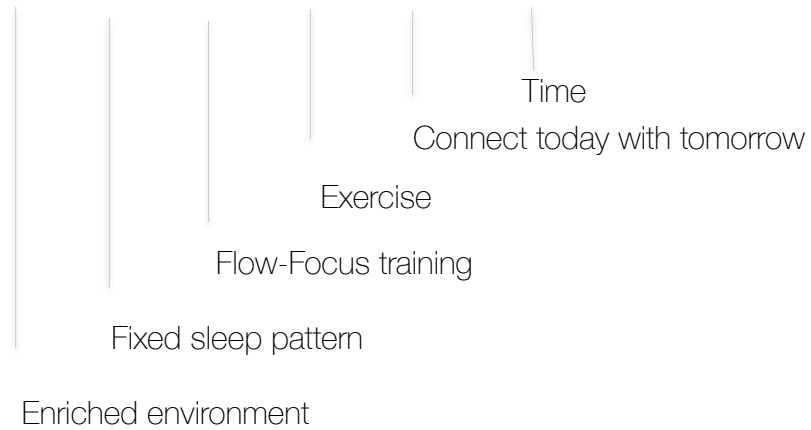 Time
Connect today with tomorrow
Exercise
Flow-Focus training
Fixed sleep pattern
Enriched environment